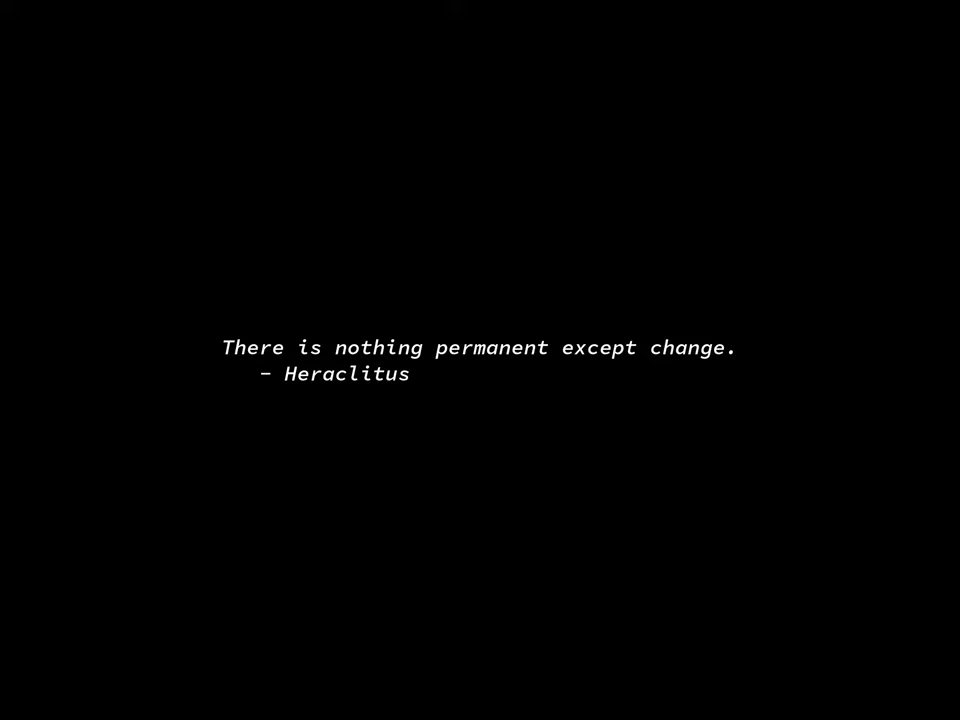 There is nothing permanent except change.
– Heraclitus